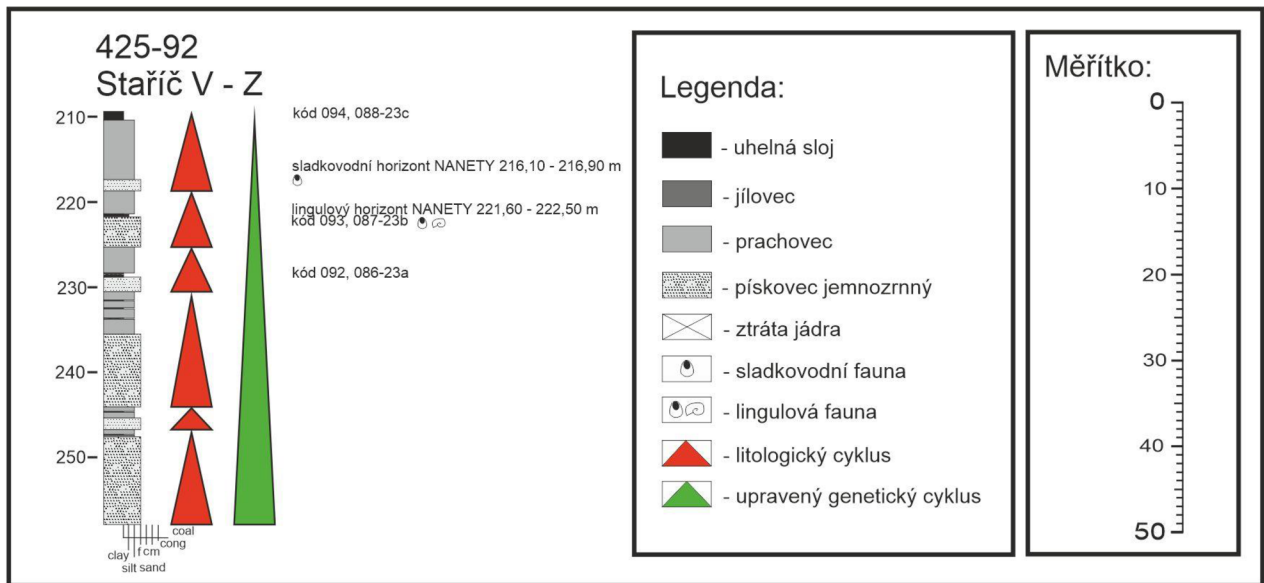 425-92
Staříč V - Z
210
220
230
240
250
kód 094, 088-23c
sladkovodní horizont NANETY 216,10 - 216,90 m
lingulový horizont NANETY 221,60 - 222,50 m
kód 093, 087-23b
kód 092, 086-23a
coal
cong
f cm
clay
silt sand
Legenda:
- uhelná sloj
- jílovec
- prachovec
- pískovec jemnozrnný
- ztráta jádra
- sladkovodní fauna
- lingulová fauna
- litologický cyklus
- upravený genetický cyklus
Měřítko:
0
10
20
30
40
50